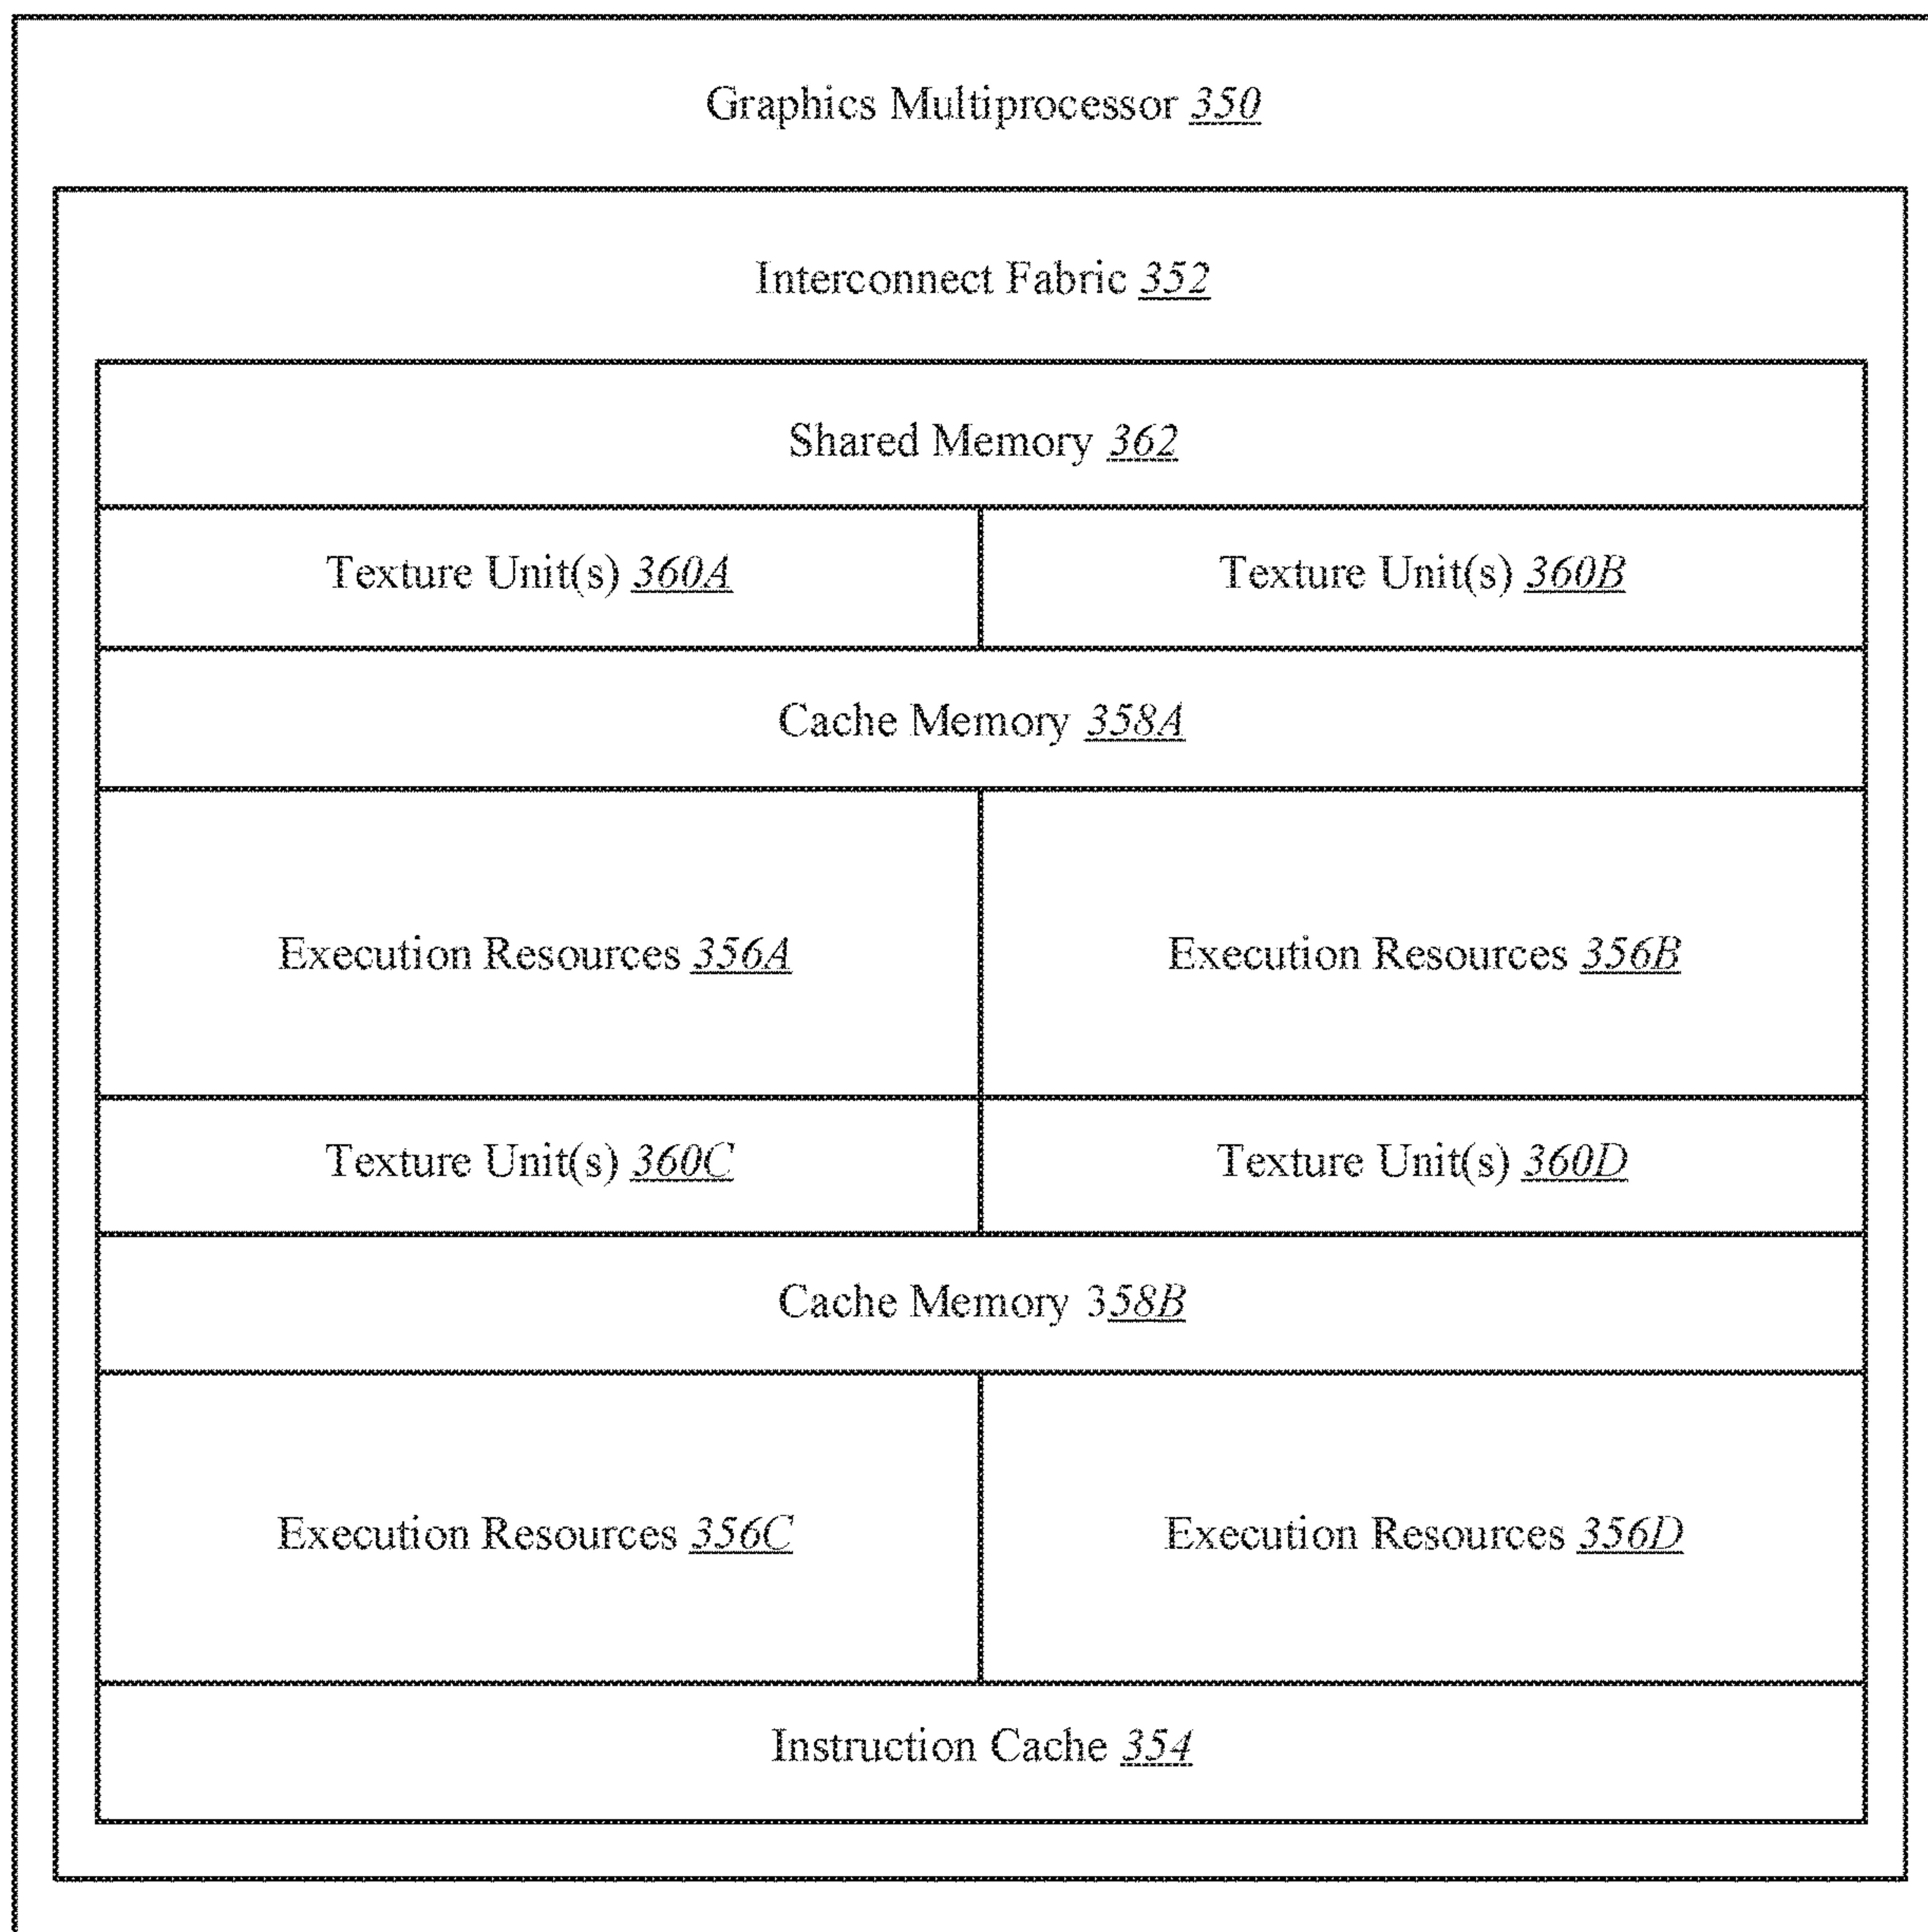 Graphics Multiprocessor 350
Interconnect Fabric 352
Shared Memory 362
Texture Unit(s) 360A
Texture Unit(s) 360B
Cache Memory 358A
Execution Resources 356A
Execution Resources 356B
Texture Unit(s) 360C
Texture Unit(s) 360D
Cache Memory 358B
Execution Resources 356C
Execution Resources 356D
Instruction Cache 354